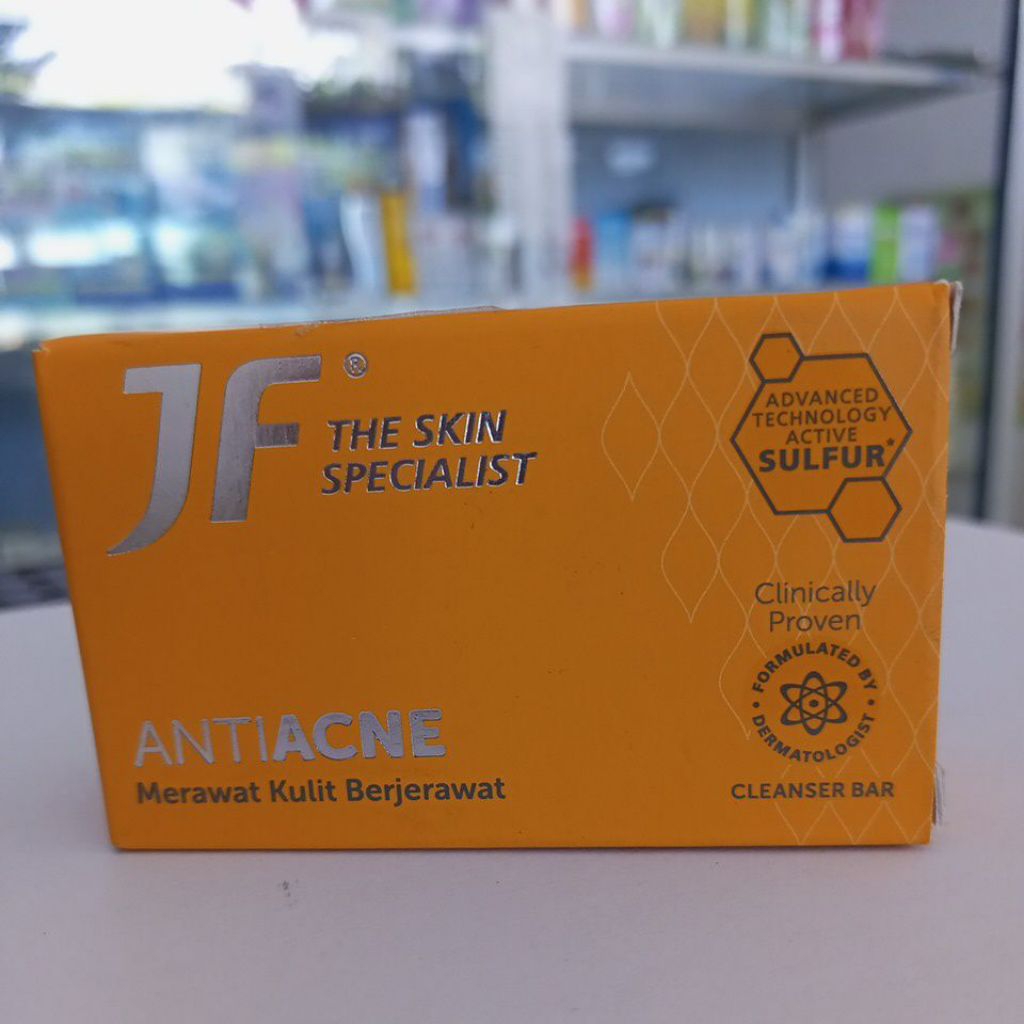 JF®
THE SKIN
SPECIALIST
ADVANCED
TECHNOLOGY
ACTIVE
SULFUR*
Clinically
Proven
FORMULATED BY
• DERMATOLOGIST •
ANTIACNE
Merawat Kulit Berjerawat
CLEANSER BAR